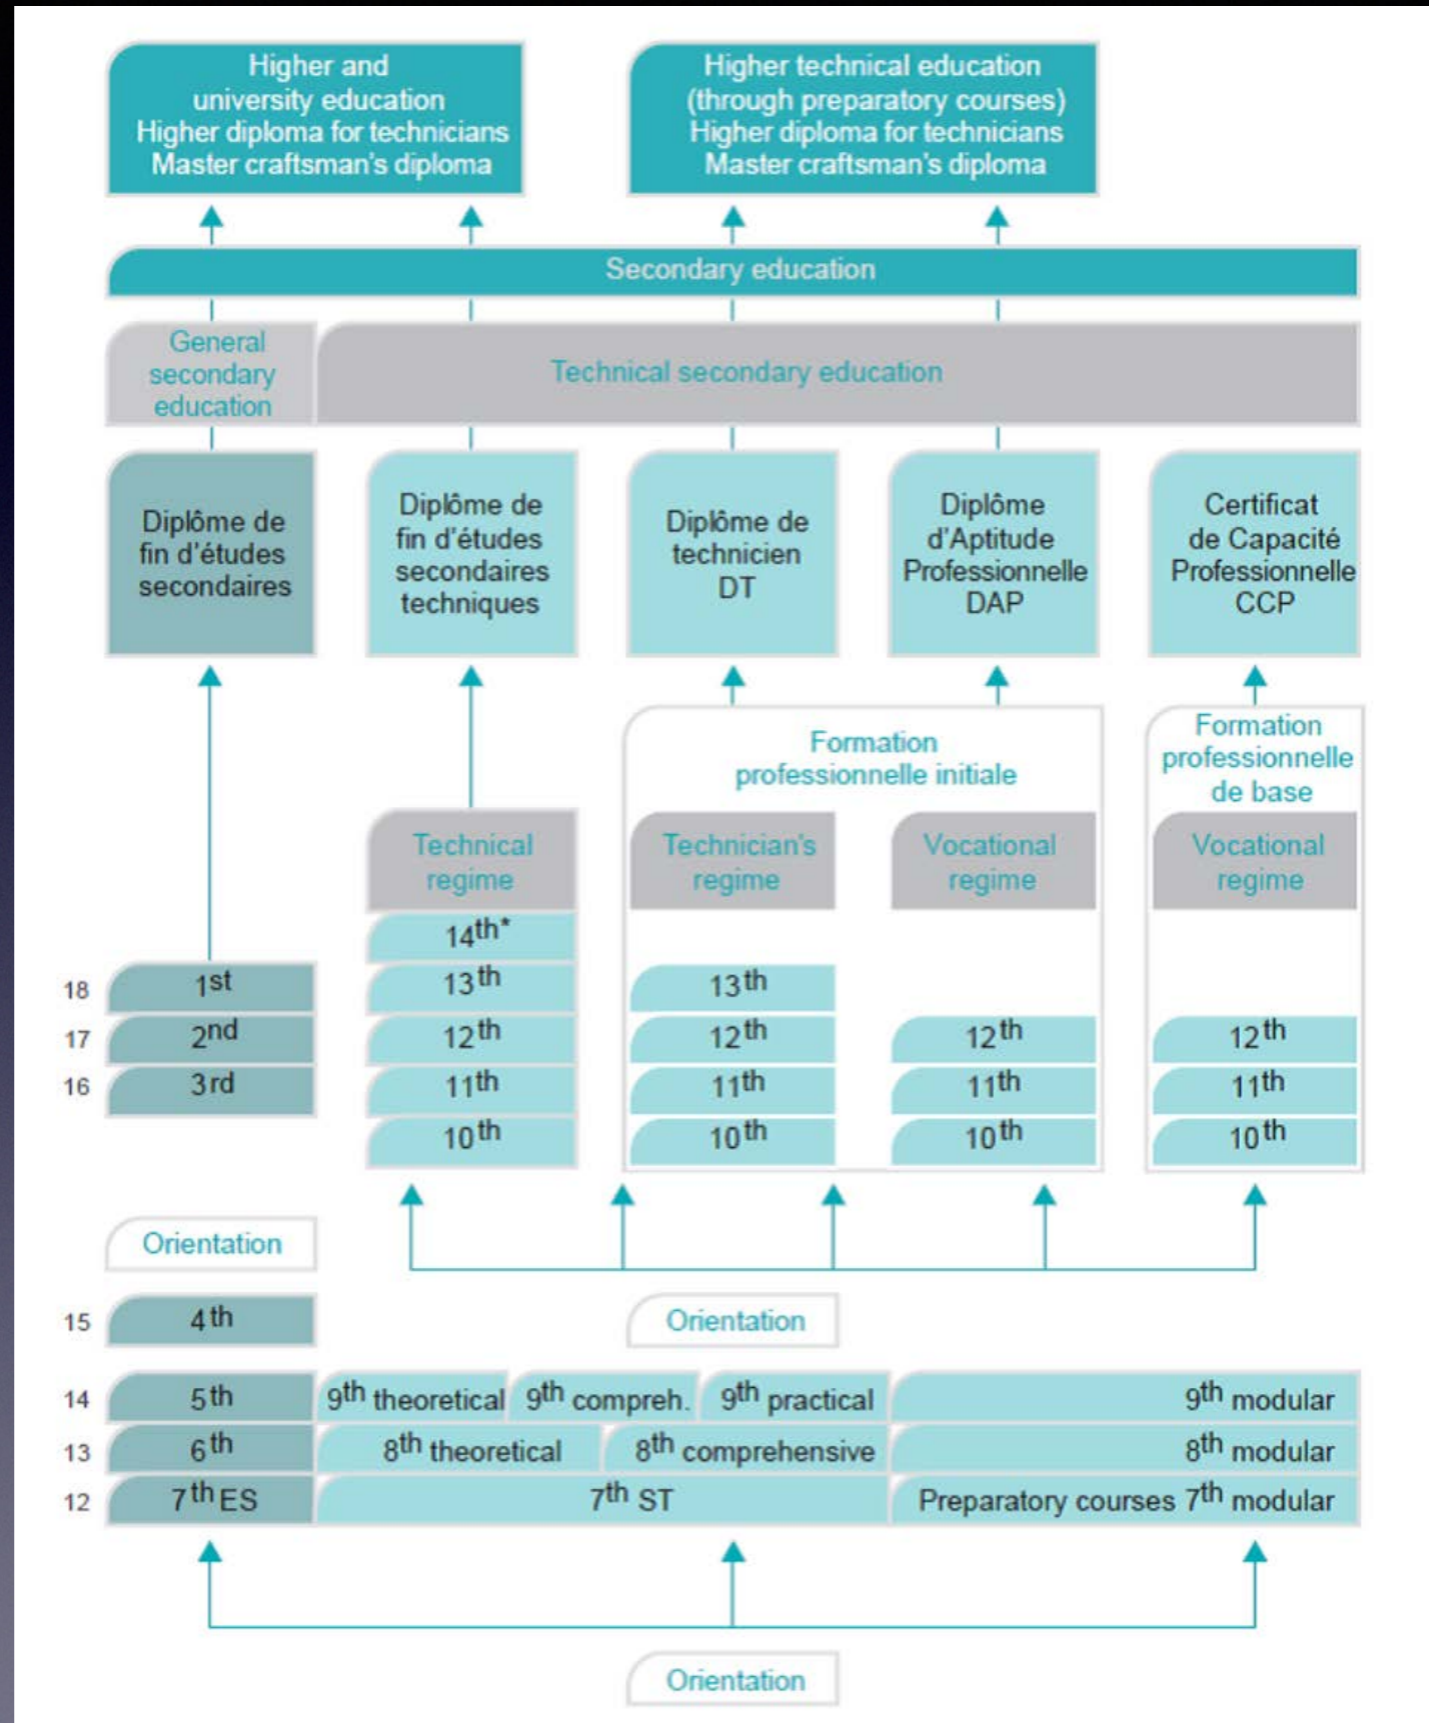 Higher and
university education
Higher diploma for technicians
Master craftsman's diploma
Higher technical education
(through preparatory courses)
Higher diploma for technicians
Master craftsman's diploma
Secondary education
General
secondary
education
Technical secondary education
Diplôme de
fin d'études
secondaires
Diplôme de
fin d'études
secondaires
techniques
Diplôme de
technicien
DT
Diplôme
d'Aptitude
Professionnelle
DAP
Certificat
de Capacité
Professionnelle
CCP
Formation
professionnelle initiale
Formation
professionnelle
de base
Technical
regime
Technician's
regime
Vocational
regime
Vocational
regime
14th*
18 1st 13th 13th
17 2nd 12th 12th 12th 12th
16 3rd 11th 11th 11th 11th
10th 10th 10th 10th
Orientation
15 4th Orientation
14 5th 9th theoretical 9th compreh. 9th practical 9th modular
13 6th 8th theoretical 8th comprehensive 8th modular
12 7th ES 7th ST Preparatory courses 7th modular
Orientation